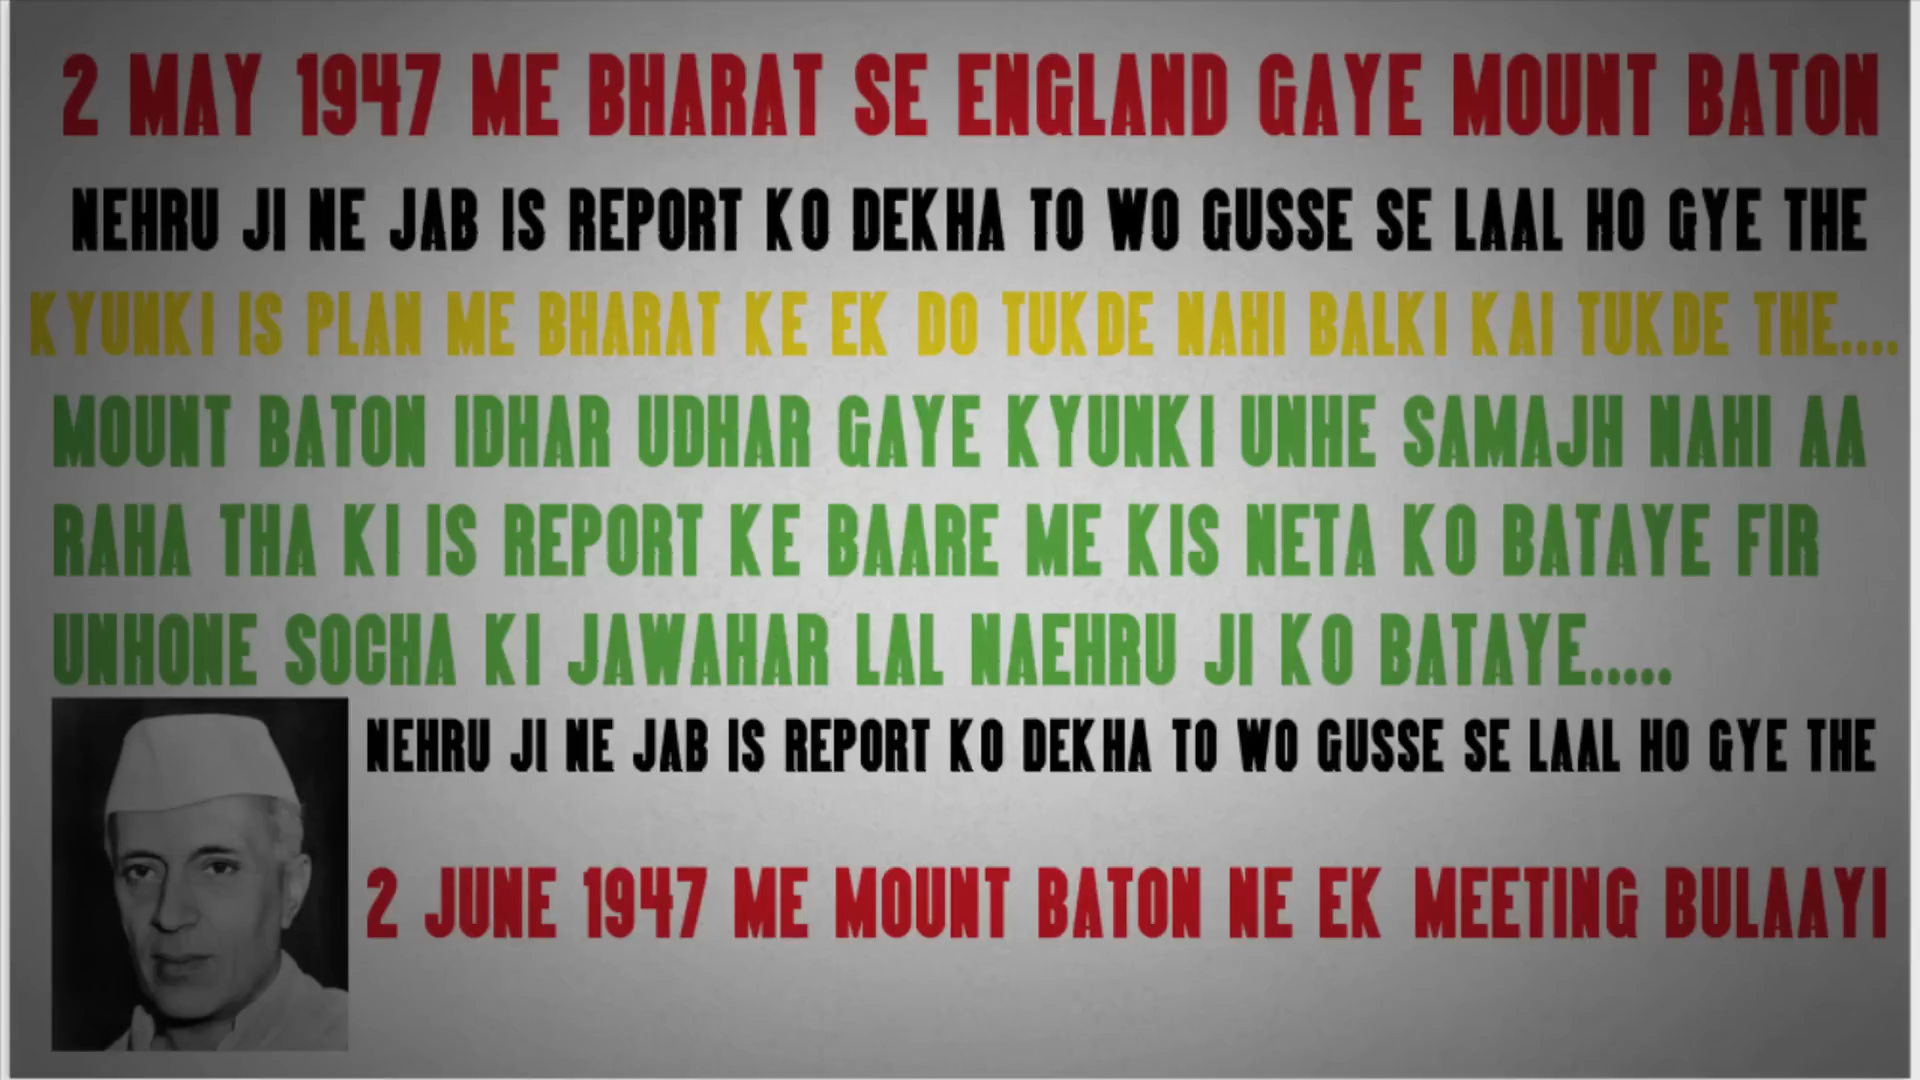 2 MAY 1947 ME BHARAT SE ENGLAND GAYE MOUNT BATON
NEHRU JI NE JAB IS REPORT KO DEKHA TO WO GUSSE SE LAAL HO GYE THE
KYUNKI IS PLAN ME BHARAT KE EK DO TUKDE NAHI BALKI KAI TUKDE THE....
MOUNT BATON IDHAR UDHAR GAYE KYUNKI UNHE SAMAJH NAHI AA
RAHA THA KI IS REPORT KE BAARE ME KIS NETA KO BATAYE FIR
UNHONE SOCHA KI JAWAHAR LAL NAEHRU JI KO BATAYE.....
NEHRU JI NE JAB IS REPORT KO DEKHA TO WO GUSSE SE LAAL HO GYE THE
2 JUNE 1947 ME MOUNT BATON NE EK MEETING BULAAYI